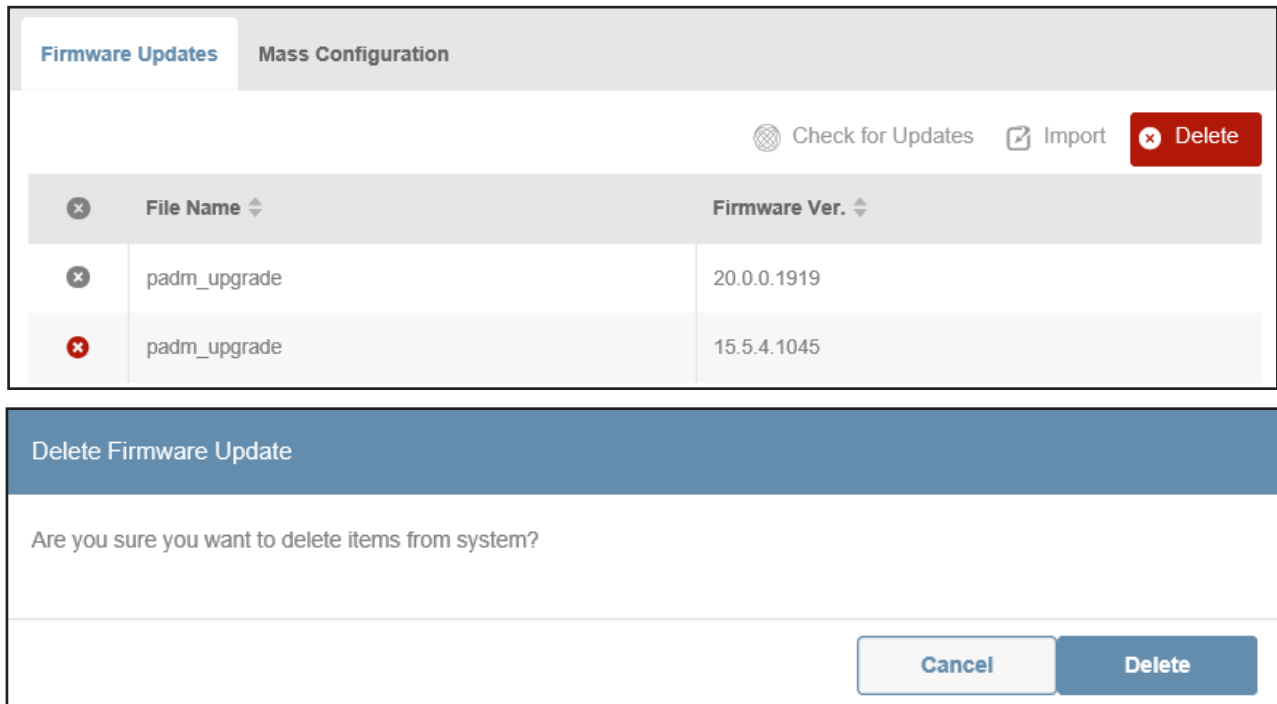 Firmware Updates Mass Configuration
Check for Updates Import Delete
File Name Firmware Ver.
padm_upgrade 20.0.0.1919
padm_upgrade 15.5.4.1045
Delete Firmware Update
Are you sure you want to delete items from system?
Cancel Delete